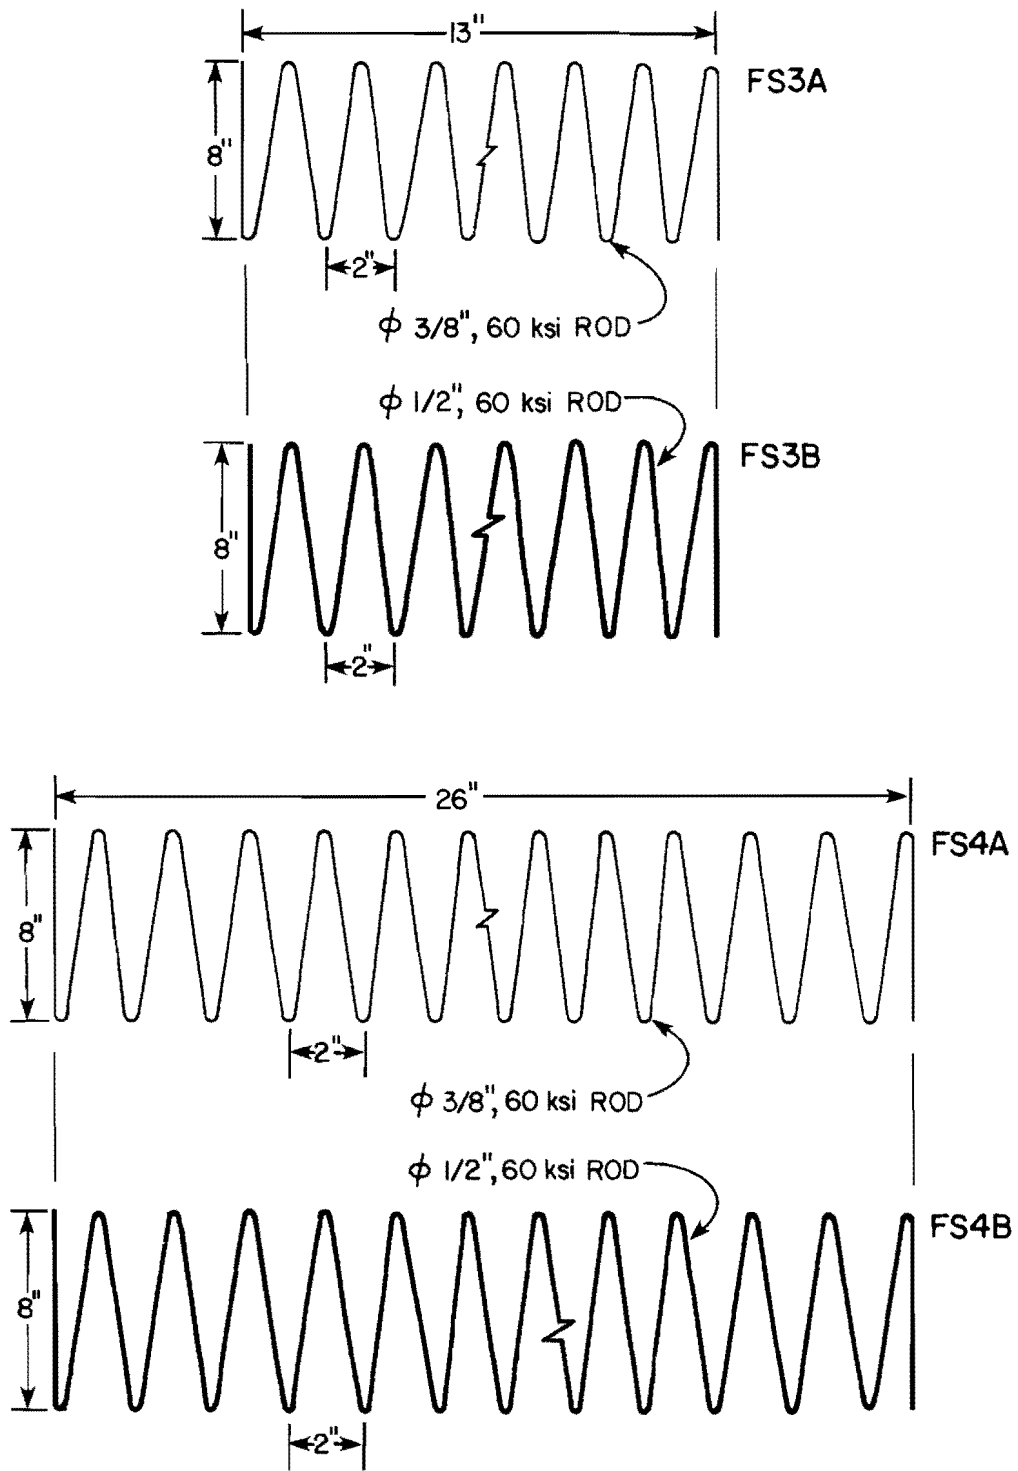 13"
FS3A
8"
2"
ϕ 3/8", 60 ksi ROD
ϕ 1/2", 60 ksi ROD
FS3B
8"
2"
26"
FS4A
8"
2"
ϕ 3/8", 60 ksi ROD
ϕ 1/2", 60 ksi ROD
FS4B
8"
2"